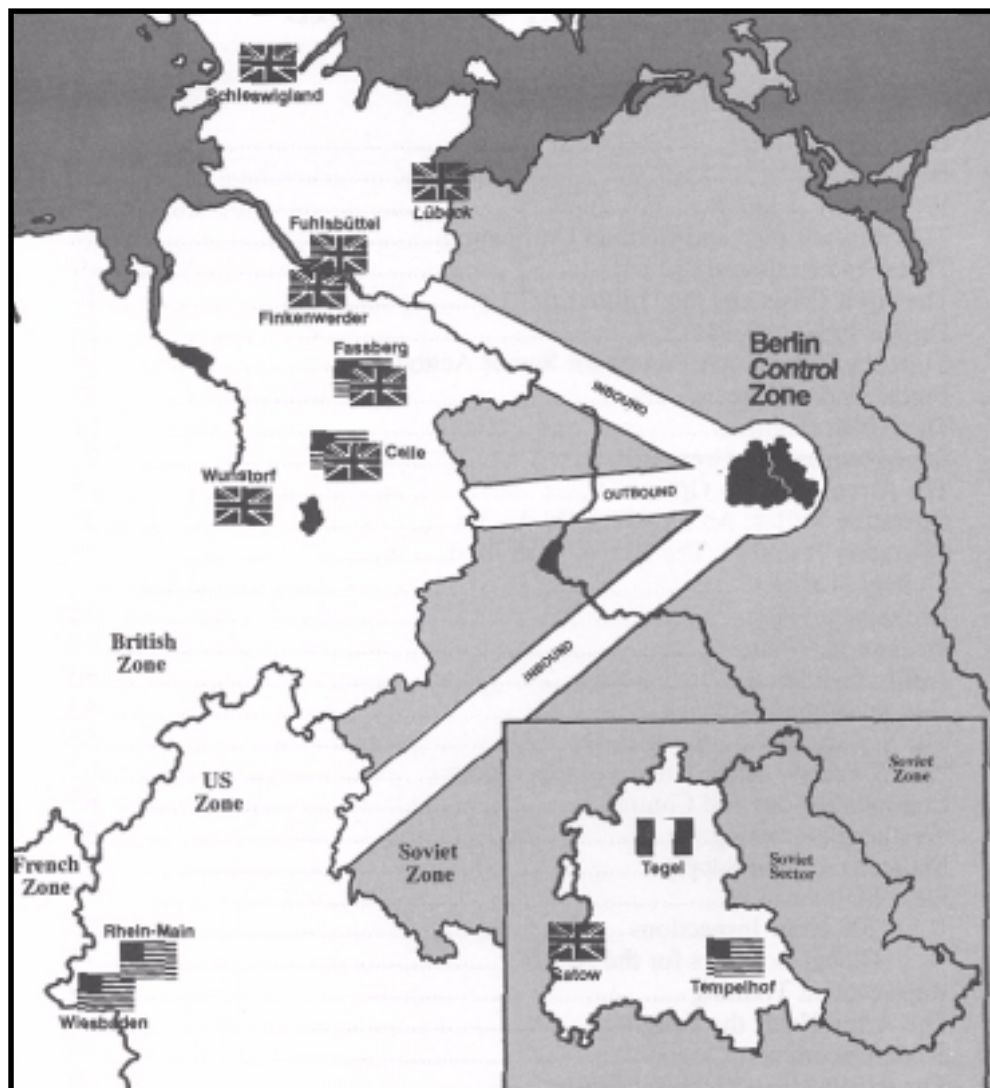 Schleswigland
Lübeck
Fuhlsbüttel
Finkenwerder
Fassberg
Celle
Wunstorf
INBOUND
OUTBOUND
INBOUND
Berlin
Control
Zone
British
Zone
US
Zone
French
Zone
Soviet
Zone
Rhein-Main
Wiesbaden
Soviet
Zone
Soviet
Sector
Tegel
Gatow
Tempelhof